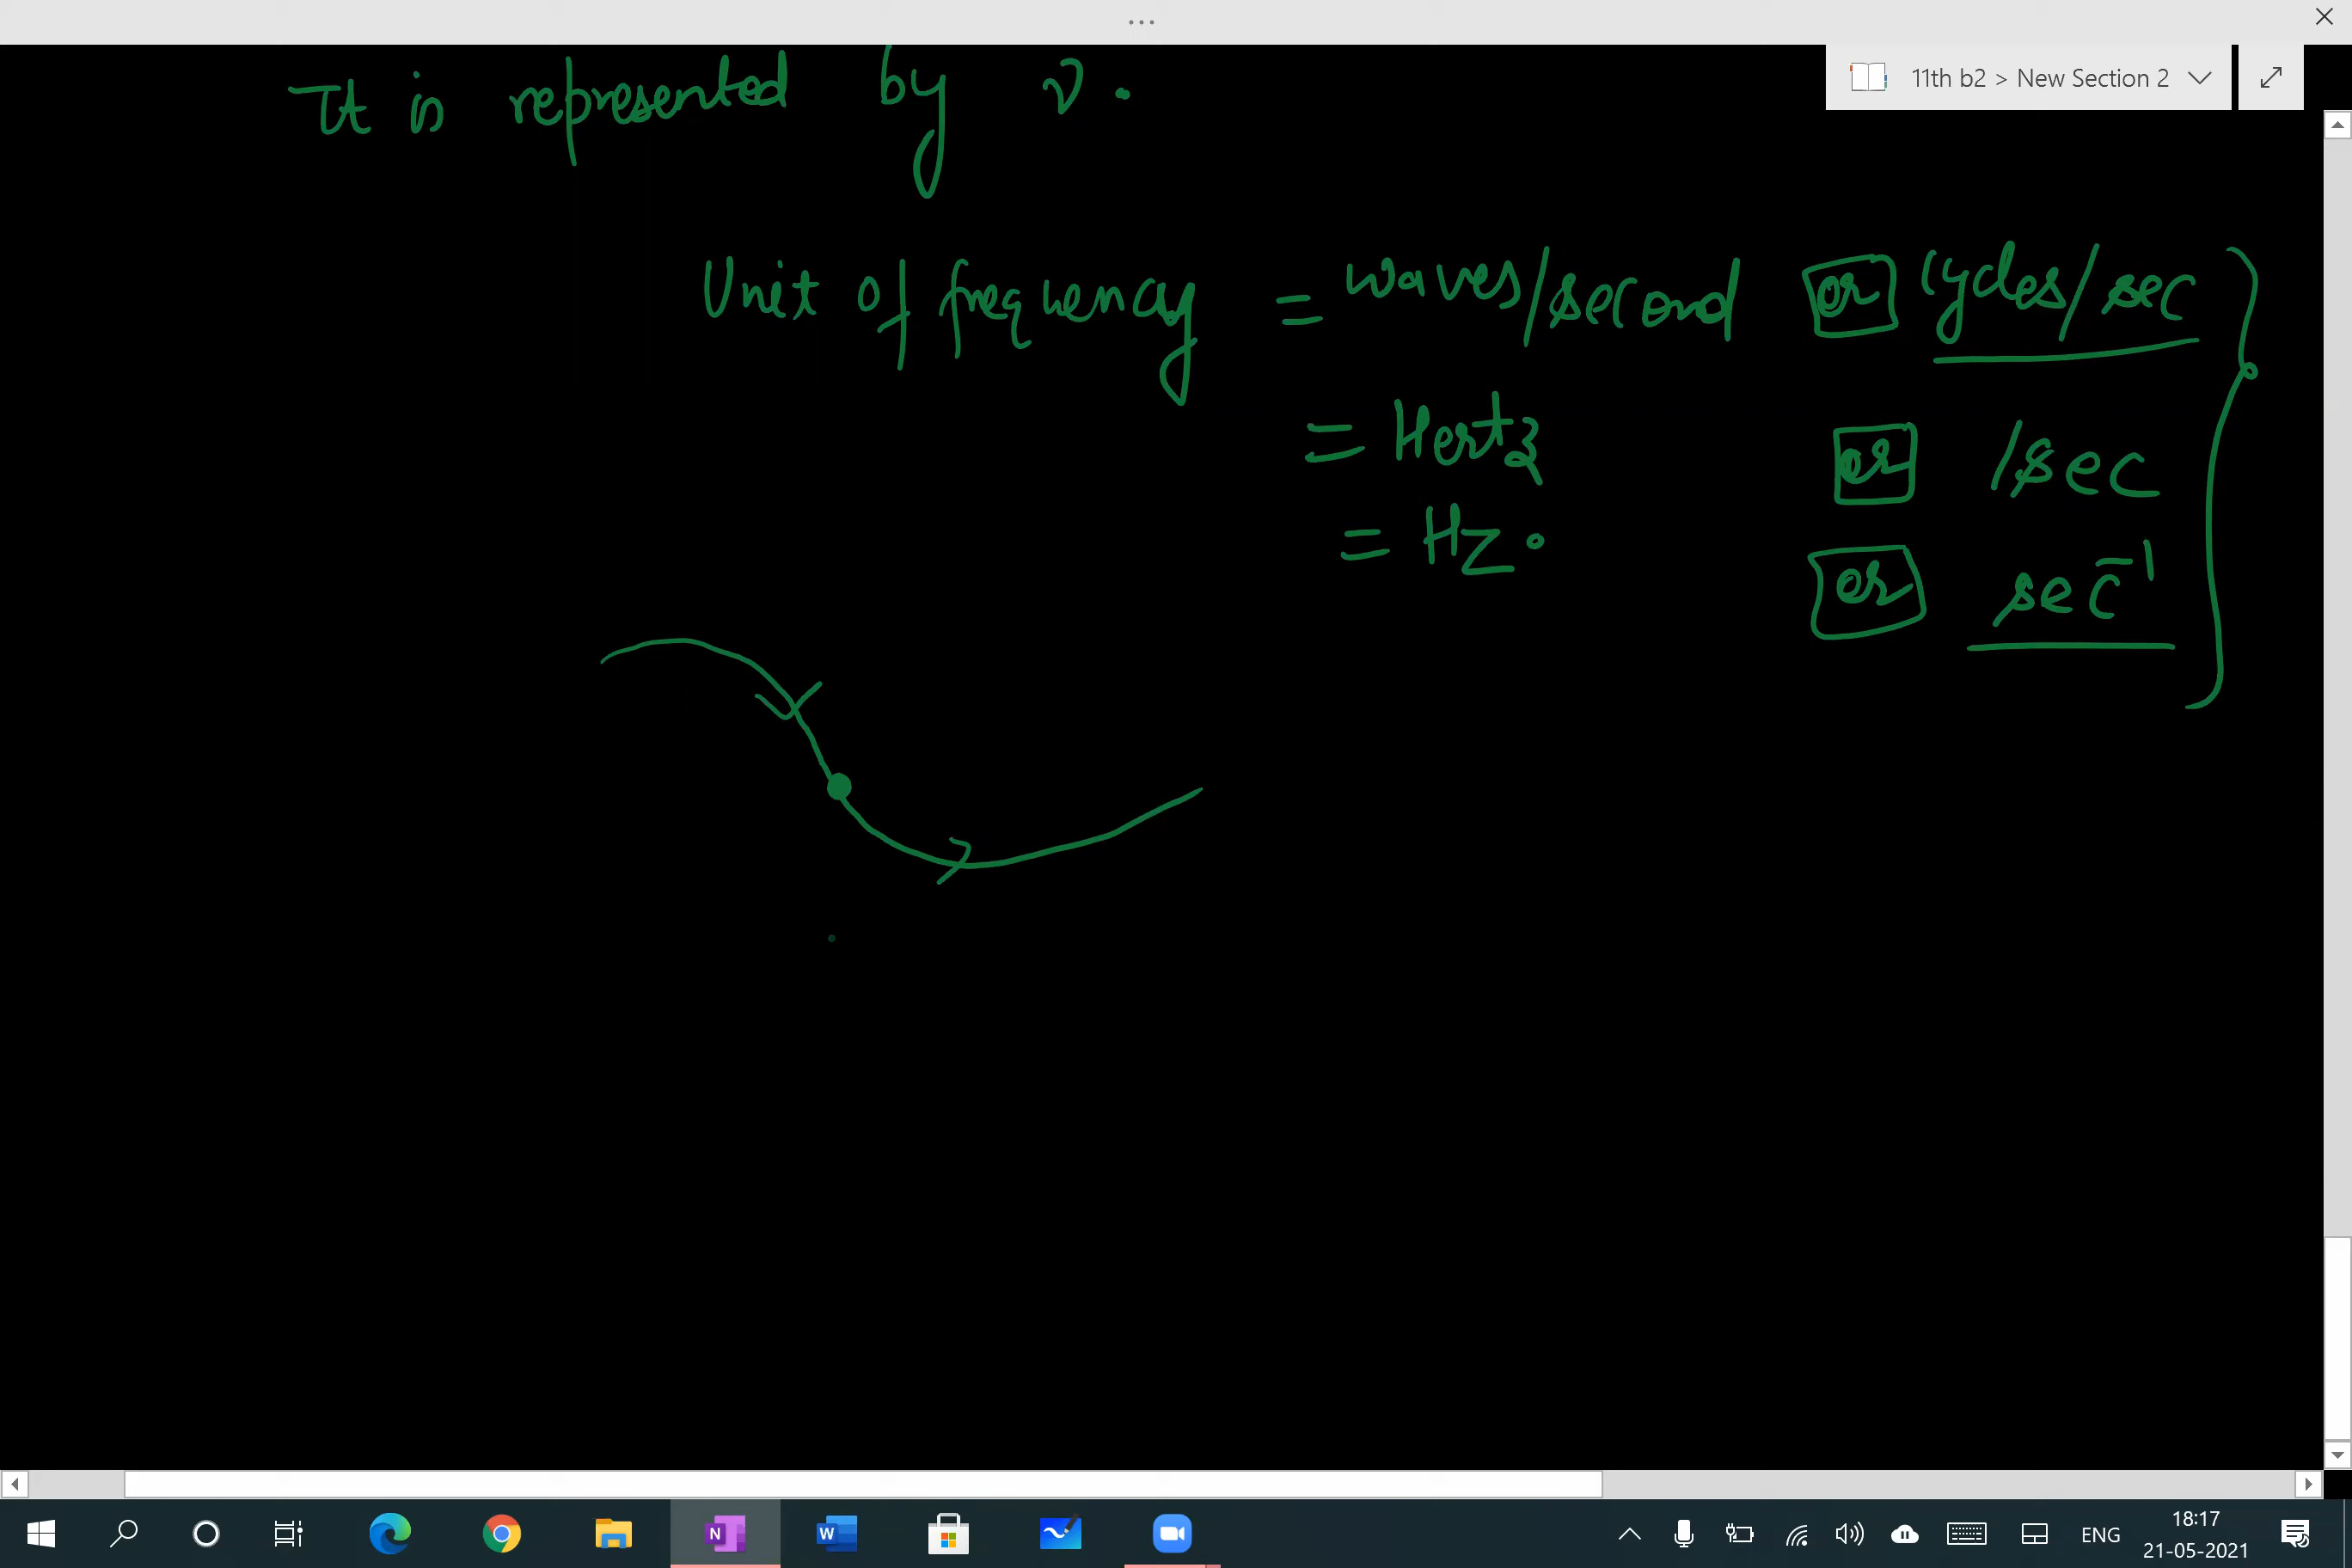 It is represented by ν.
11th b2 > New Section 2
Unit of frequency = waves/second or cycles/sec
= Hertz or /sec
= Hz. or sec⁻¹
ENG
18:17
21-05-2021